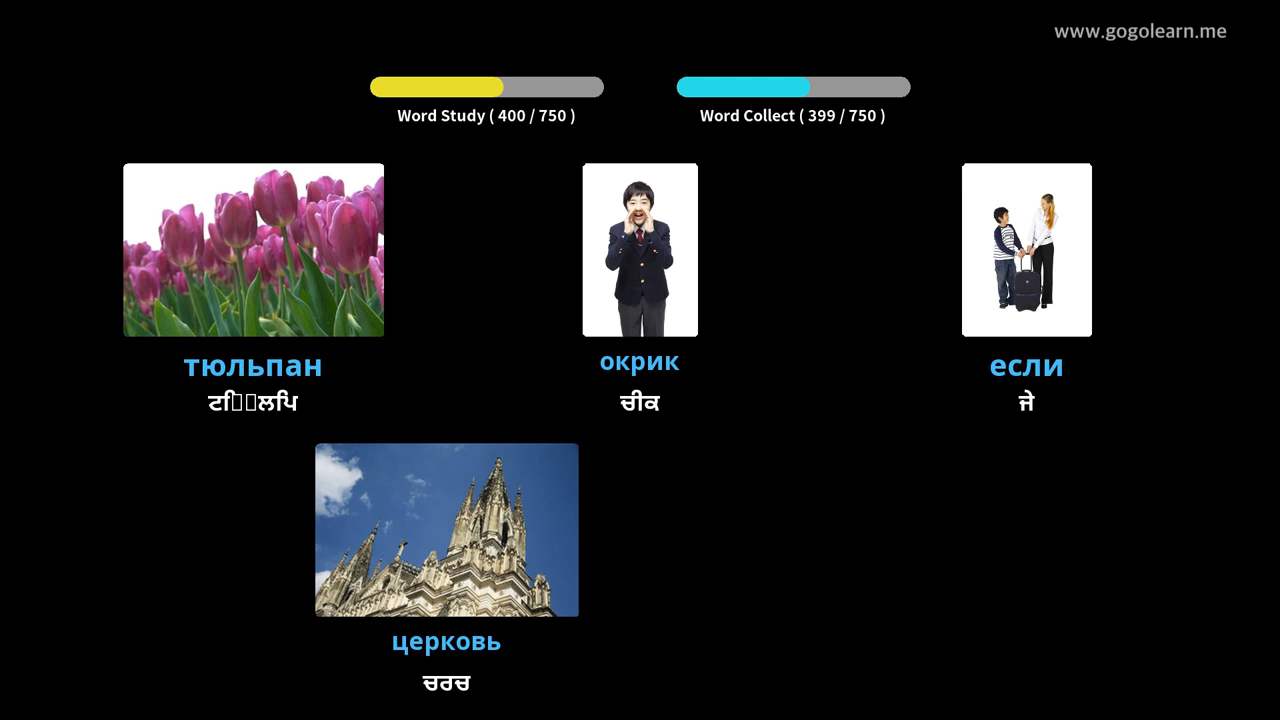 www.gogolearn.me
Word Study ( 400 / 750 )
Word Collect ( 399 / 750 )
тюльпан
окрик
если
ਚੀਕ
ਜੇ
церковь
ਚਰਚ